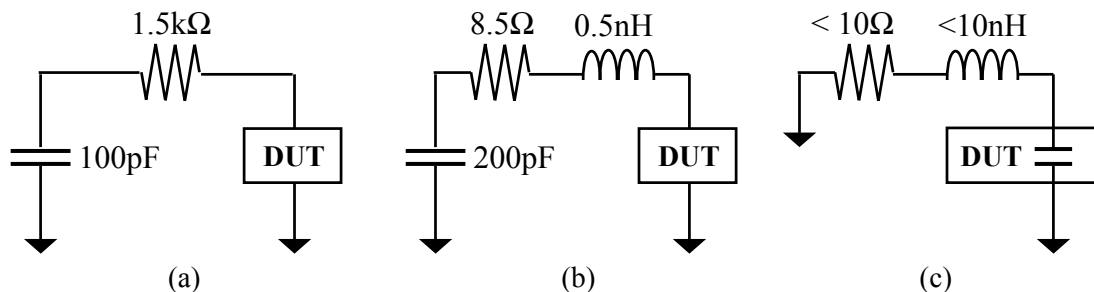 1.5kΩ
100pF
DUT
(a)
8.5Ω
0.5nH
200pF
DUT
(b)
< 10Ω
<10nH
DUT
(c)